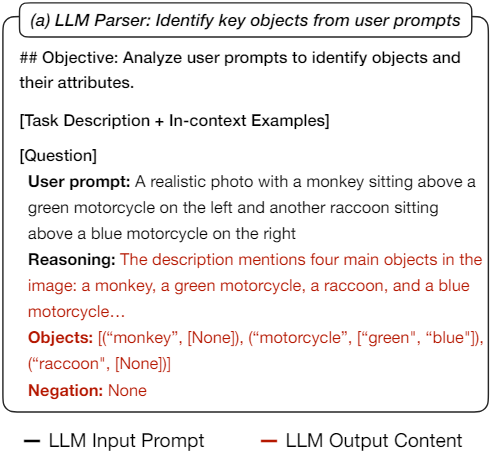 (a) LLM Parser: Identify key objects from user prompts
## Objective: Analyze user prompts to identify objects and
their attributes.
[Task Description + In-context Examples]
[Question]
User prompt: A realistic photo with a monkey sitting above a
green motorcycle on the left and another raccoon sitting
above a blue motorcycle on the right
Reasoning: The description mentions four main objects in the
image: a monkey, a green motorcycle, a raccoon, and a blue
motorcycle…
Objects: [(“monkey”, [None]), (“motorcycle”, [“green", “blue"]),
(“raccoon", [None])]
Negation: None
LLM Input Prompt
LLM Output Content